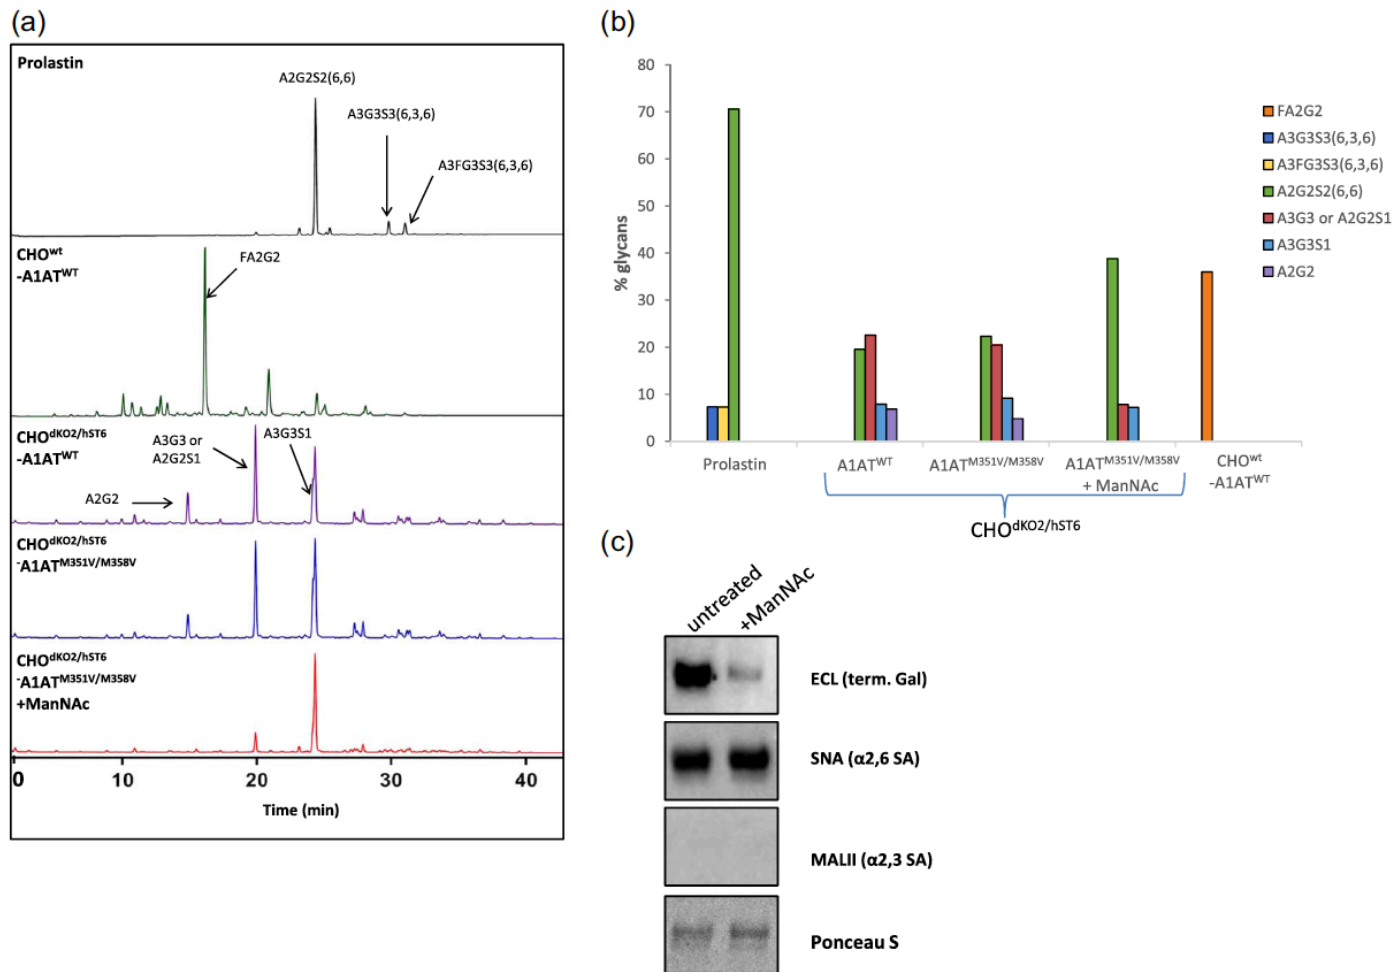 (a)
Prolastin
A2G2S2(6,6)
A3G3S3(6,3,6)
A3FG3S3(6,3,6)
CHOwt
-A1ATWT
FA2G2
CHOdKO2/hST6
-A1ATWT
A3G3 or
A2G2S1
A3G3S1
A2G2
CHOdKO2/hST6
-A1ATM351V/M358V
CHOdKO2/hST6
-A1ATM351V/M358V
+ManNAc
0 10 20 30 40
Time (min)
(b)
80
70
60
50
40
30
20
10
0
% glycans
FA2G2
A3G3S3(6,3,6)
A3FG3S3(6,3,6)
A2G2S2(6,6)
A3G3 or A2G2S1
A3G3S1
A2G2
Prolastin
A1ATWT
A1ATM351V/M358V
A1ATM351V/M358V
+ ManNAc
CHOwt
-A1ATWT
CHOdKO2/hST6
(c)
untreated
+ManNAc
ECL (term. Gal)
SNA (α2,6 SA)
MALII (α2,3 SA)
Ponceau S